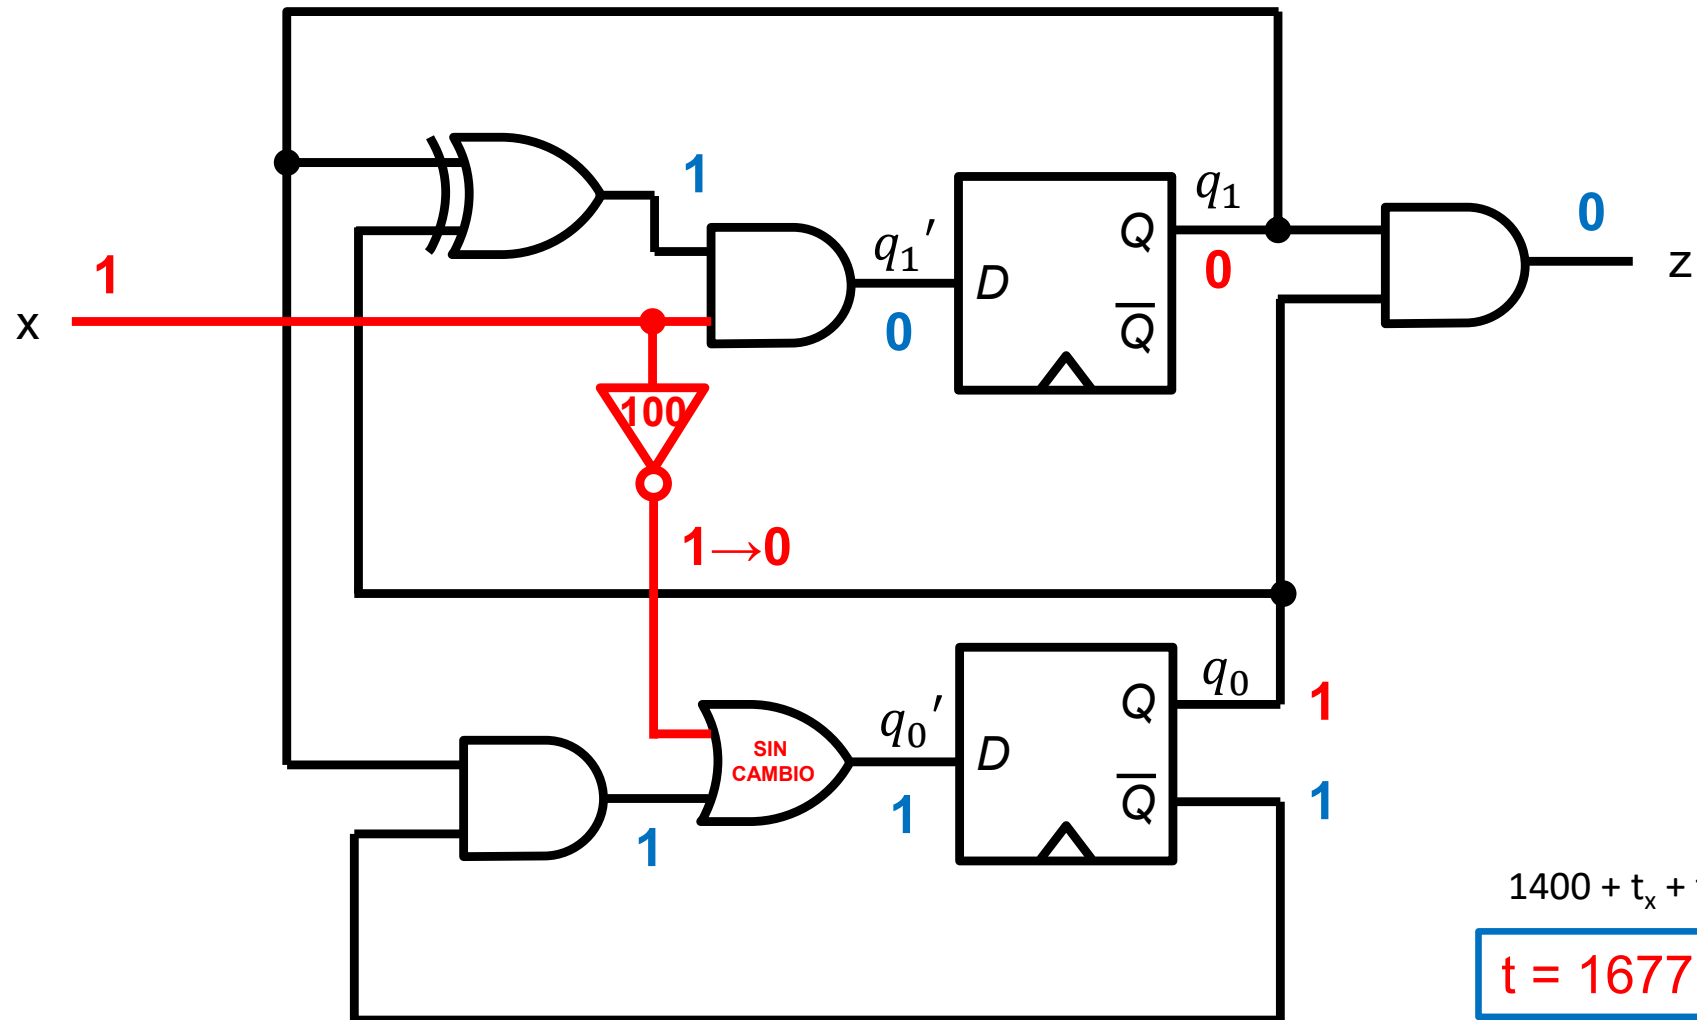 1
x
1
q₁′
0
D
Q
Q̅
q₁
0
0
z
100
1→0
SIN
CAMBIO
1
q₀′
1
D
Q
Q̅
q₀
1
1
1400 + tₓ +
t = 1677